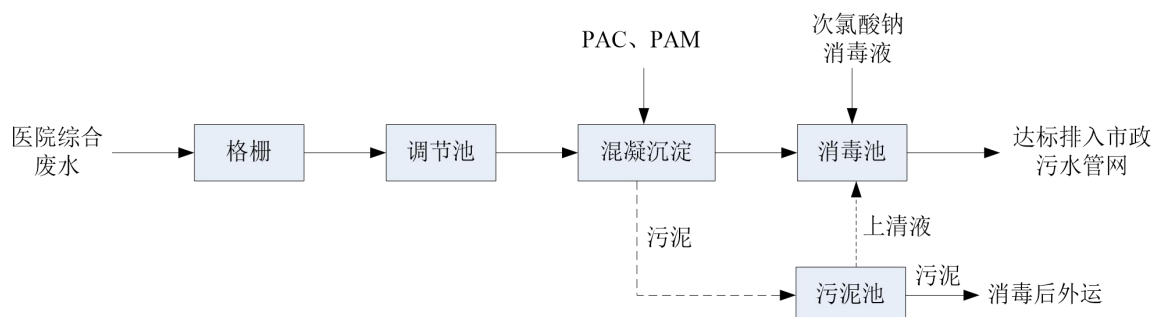 PAC、PAM
次氯酸钠
消毒液
医院综合
废水
格栅
调节池
混凝沉淀
消毒池
达标排入市政
污水管网
污泥
上清液
污泥池
污泥
消毒后外运